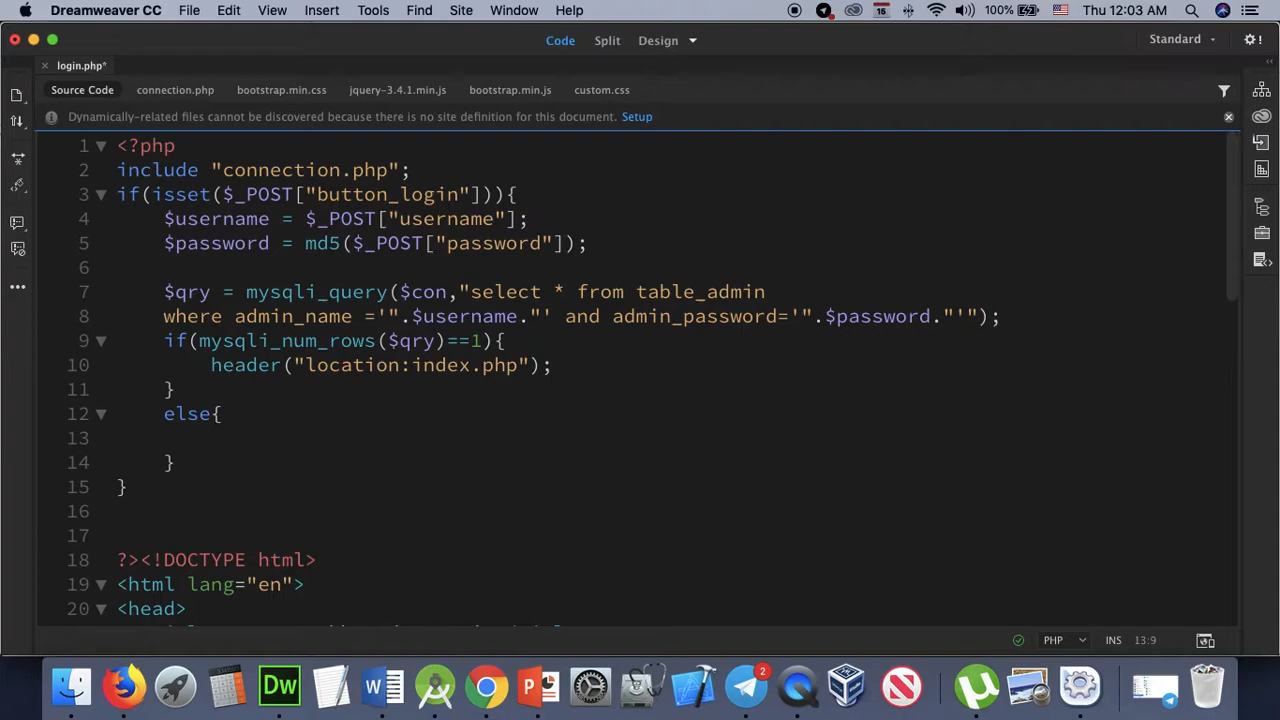 Dreamweaver CC File Edit View Insert Tools Find Site Window Help 16 100% Thu 12:03 AM
Code Split Design Standard
login.php*
Source Code connection.php bootstrap.min.css jquery-3.4.1.min.js bootstrap.min.js custom.css
Dynamically-related files cannot be discovered because there is no site definition for this document. Setup
1 <?php
2 include "connection.php";
3 if(isset($_POST["button_login"])){
4 $username = $_POST["username"];
5 $password = md5($_POST["password"]);
6
7 $qry = mysqli_query($con,"select * from table_admin
8 where admin_name ='".$username."' and admin_password='".$password."'");
9 if(mysqli_num_rows($qry)==1){
10 header("location:index.php");
11 }
12 else{
13
14 }
15 }
16
17
18 ?><!DOCTYPE html>
19 <html lang="en">
20 <head>
PHP INS 13:9
Dw W P 2 N µ